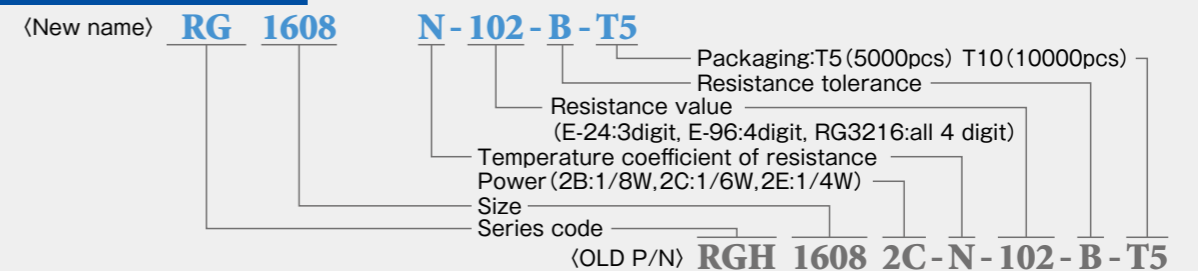 〈New name〉 RG 1608 N-102-B-T5
Packaging:T5(5000pcs) T10(10000pcs)
Resistance tolerance
Resistance value
(E-24:3digit, E-96:4digit, RG3216:all 4 digit)
Temperature coefficient of resistance
Power(2B:1/8W,2C:1/6W,2E:1/4W)
Size
Series code
〈OLD P/N〉 RGH 1608 2C-N-102-B-T5